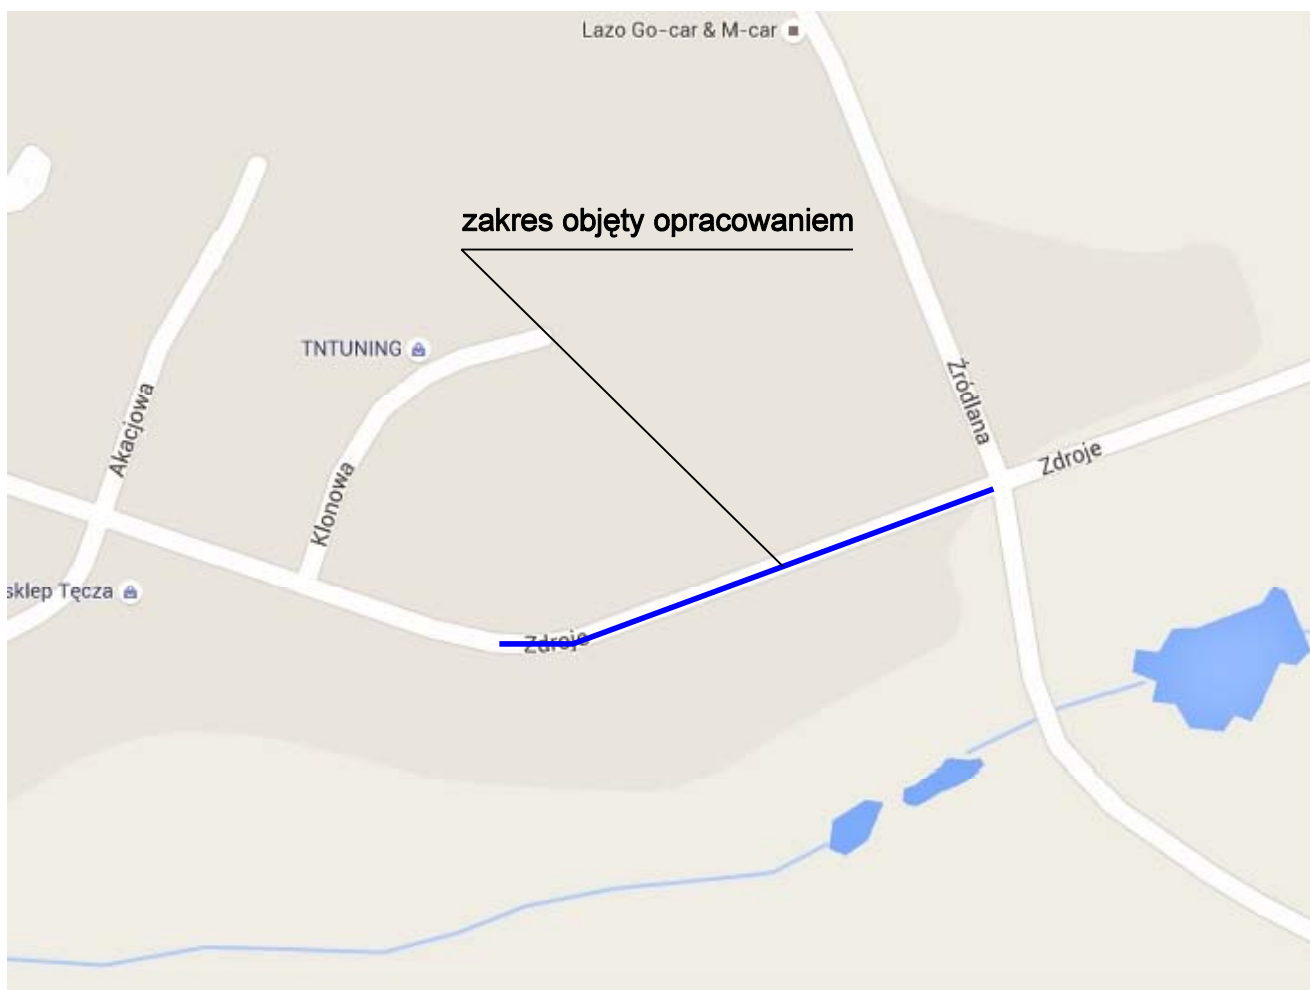 Lazo Go-car & M-car
zakres objęty opracowaniem
TNTUNING
Źródlana
Akacjowa
Zdroje
Klonowa
sklep Tęcza
Zdroje